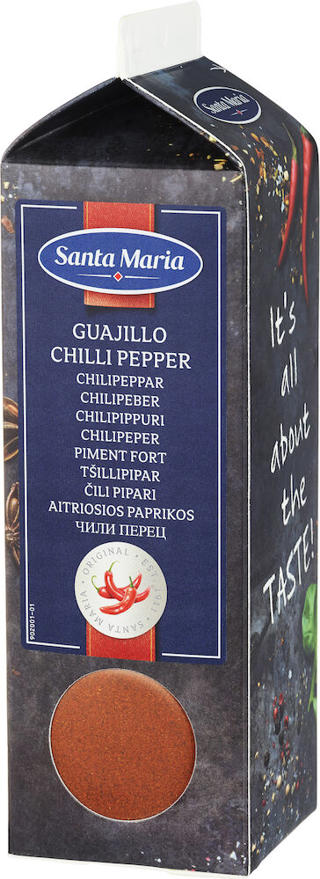 Santa Maria
Santa Maria
GUAJILLO
CHILLI PEPPER
CHILIPEPPAR
CHILIPEBER
CHILIPIPPURI
CHILIPEPER
PIMENT FORT
TŠILLIPIPAR
ČILI PIPARI
AITRIOSIOS PAPRIKOS
ЧИЛИ ПЕРЕЦ
ORIGINAL • EST. 1911 • SANTA MARIA •
902001-01
It's
all
about
the
TASTE!